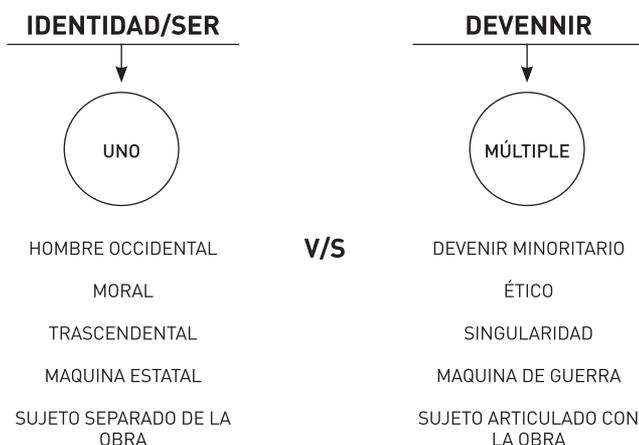 IDENTIDAD/SER
UNO
HOMBRE OCCIDENTAL
MORAL
TRASCENDENTAL
MAQUINA ESTATAL
SUJETO SEPARADO DE LA
OBRA
V/S
DEVENNIR
MÚLTIPLE
DEVENIR MINORITARIO
ÉTICO
SINGULARIDAD
MAQUINA DE GUERRA
SUJETO ARTICULADO CON
LA OBRA